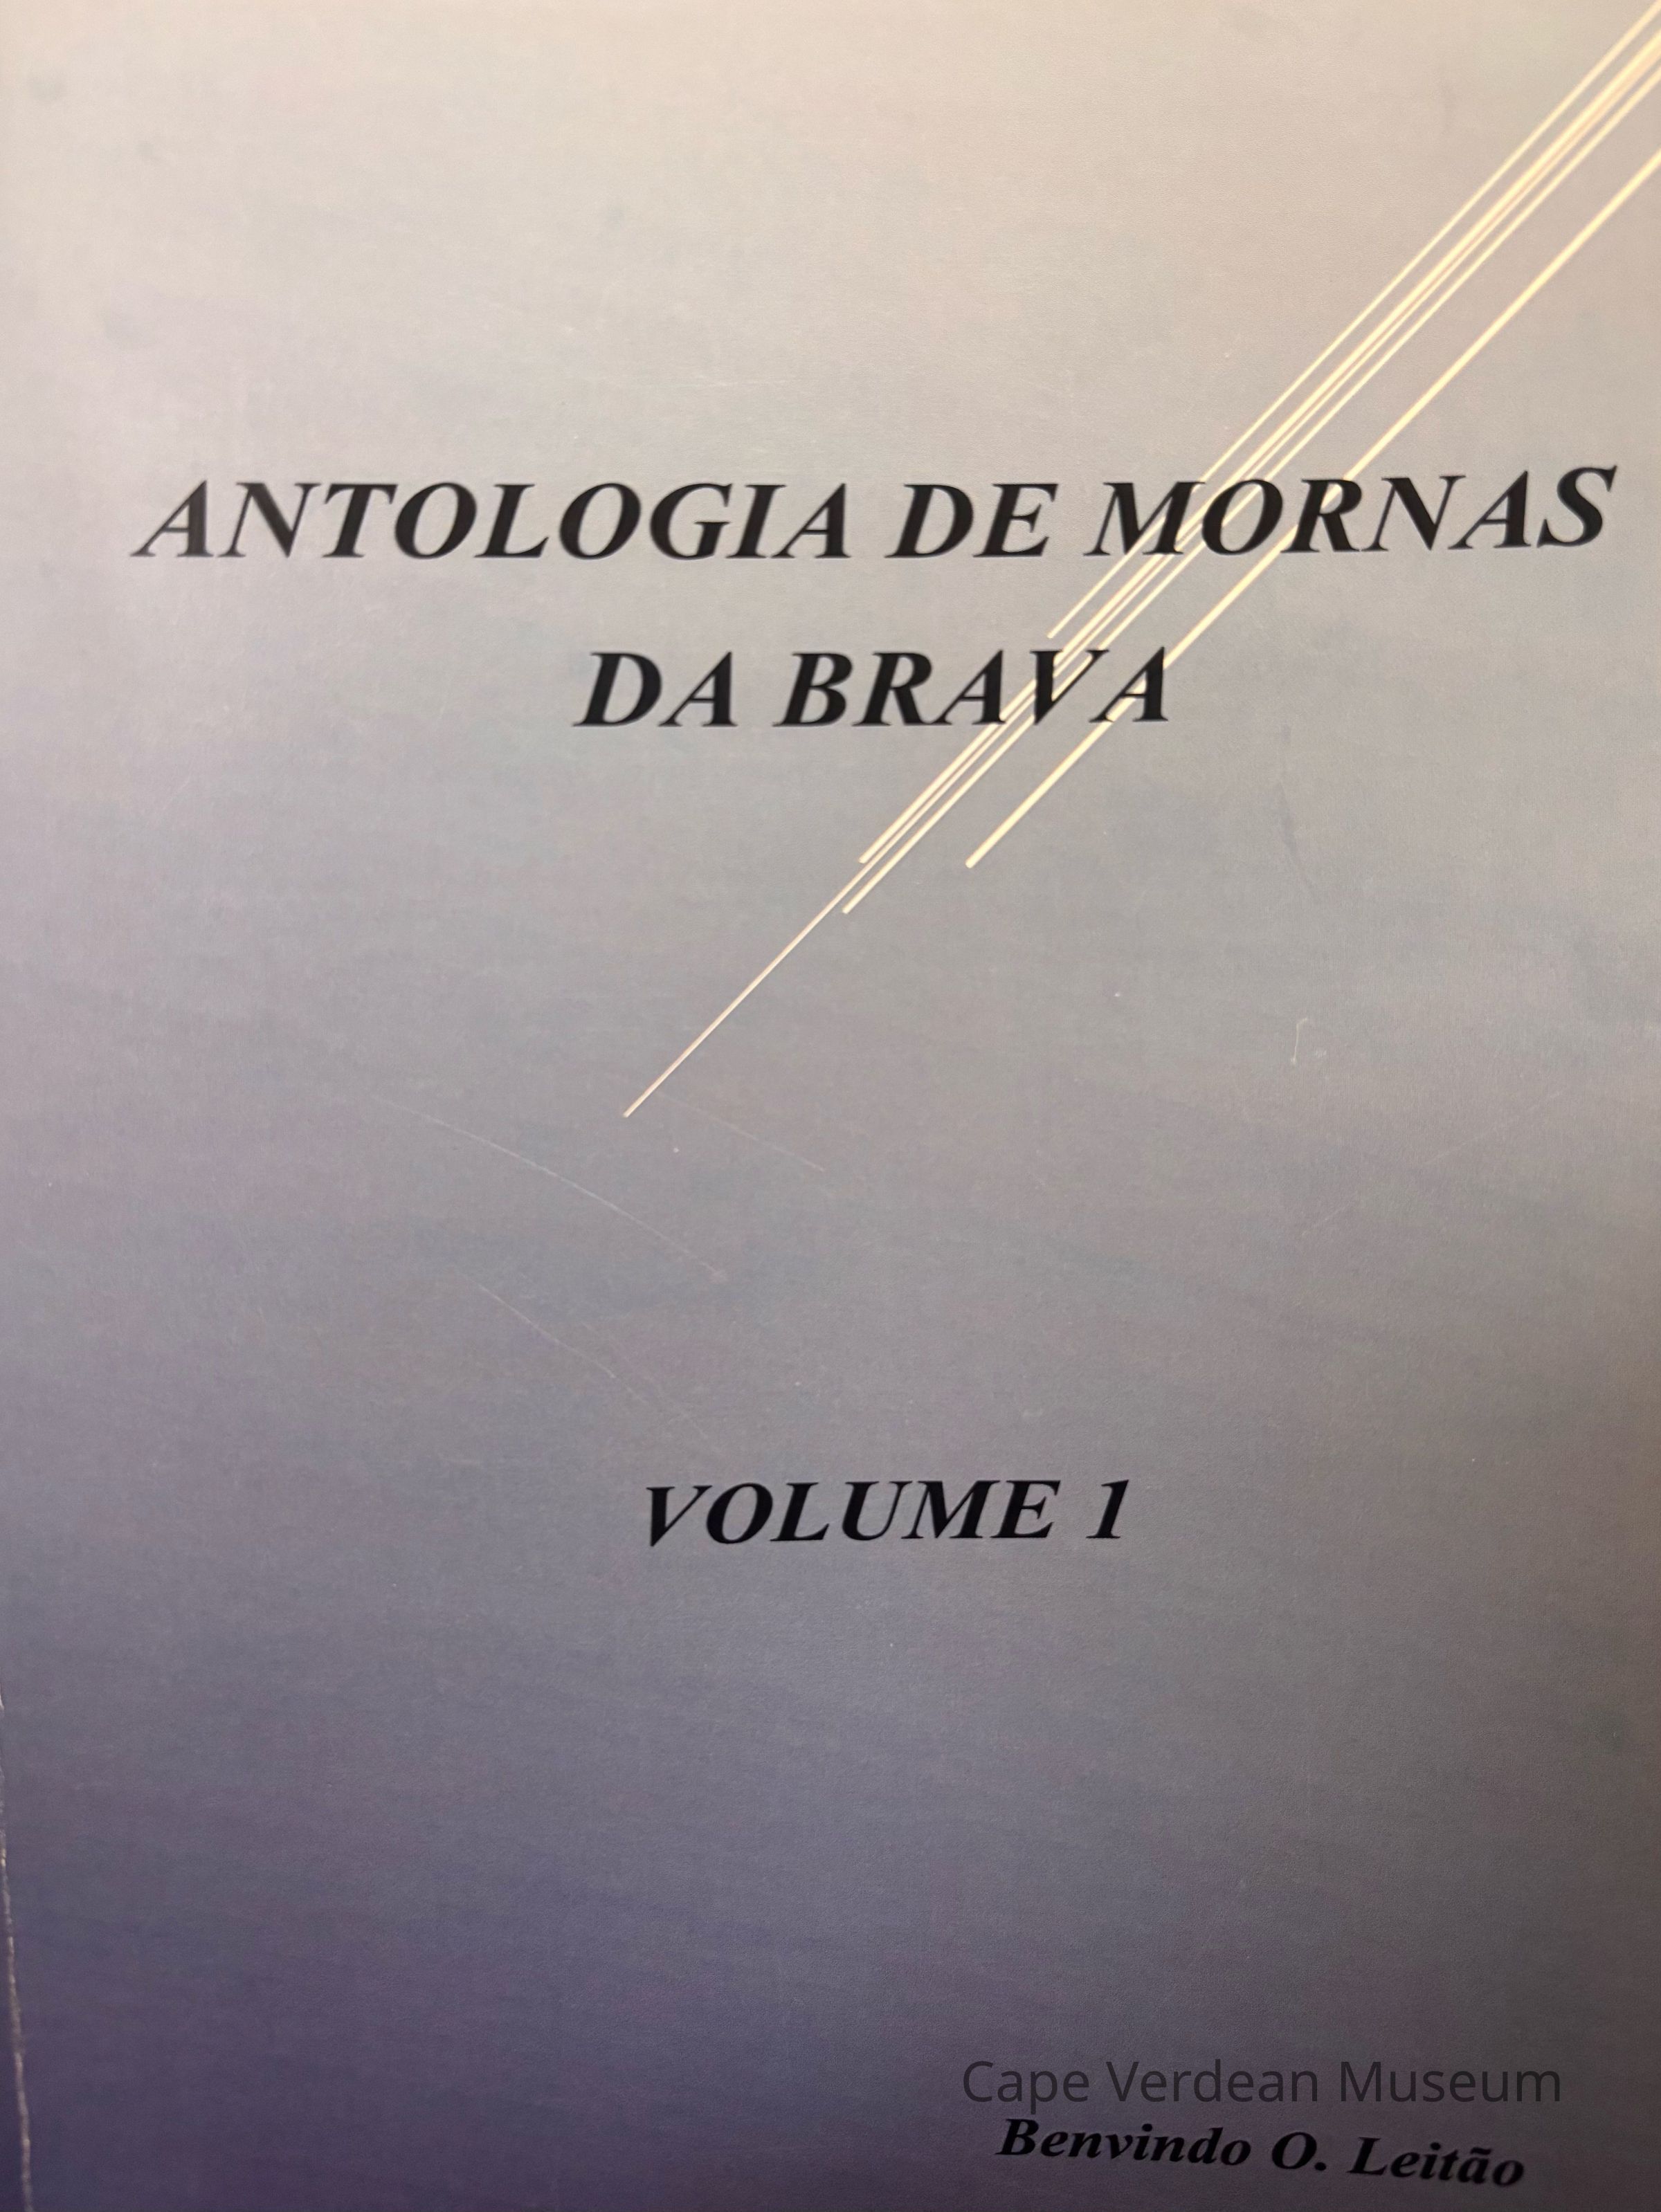 ANTOLOGIA DE MORNAS
DA BRAVA
VOLUME 1
Cape Verdean Museum
Benvindo O. Leitão